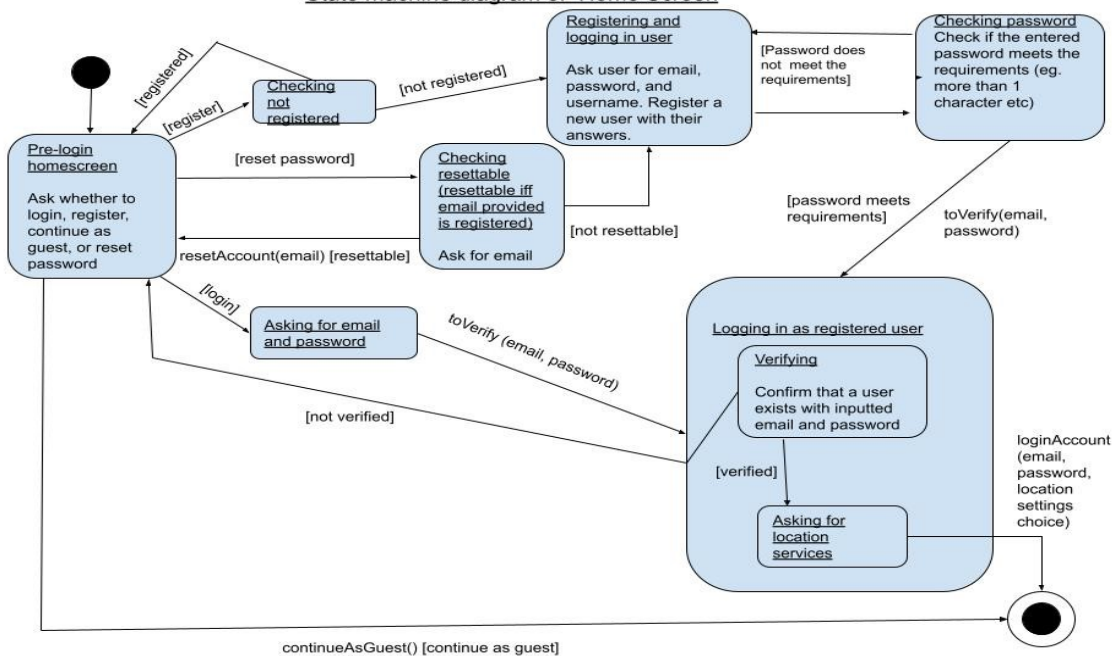 State machine diagram of Home Screen
Registering and
logging in user
Ask user for email,
password, and
username. Register a
new user with their
answers.
Checking password
Check if the entered
password meets the
requirements (eg.
more than 1
character etc)
[Password does
not meet the
requirements]
[registered]
[register]
Checking
not
registered
[not registered]
Pre-login
homescreen
Ask whether to
login, register,
continue as
guest, or reset
password
[reset password]
Checking
resettable
(resettable iff
email provided
is registered)
Ask for email
[not resettable]
resetAccount(email) [resettable]
[password meets
requirements]
toVerify(email,
password)
[login]
Asking for email
and password
toVerify (email, password)
[not verified]
Logging in as registered user
Verifying
Confirm that a user
exists with inputted
email and password
[verified]
Asking for
location
services
loginAccount
(email,
password,
location
settings
choice)
continueAsGuest() [continue as guest]